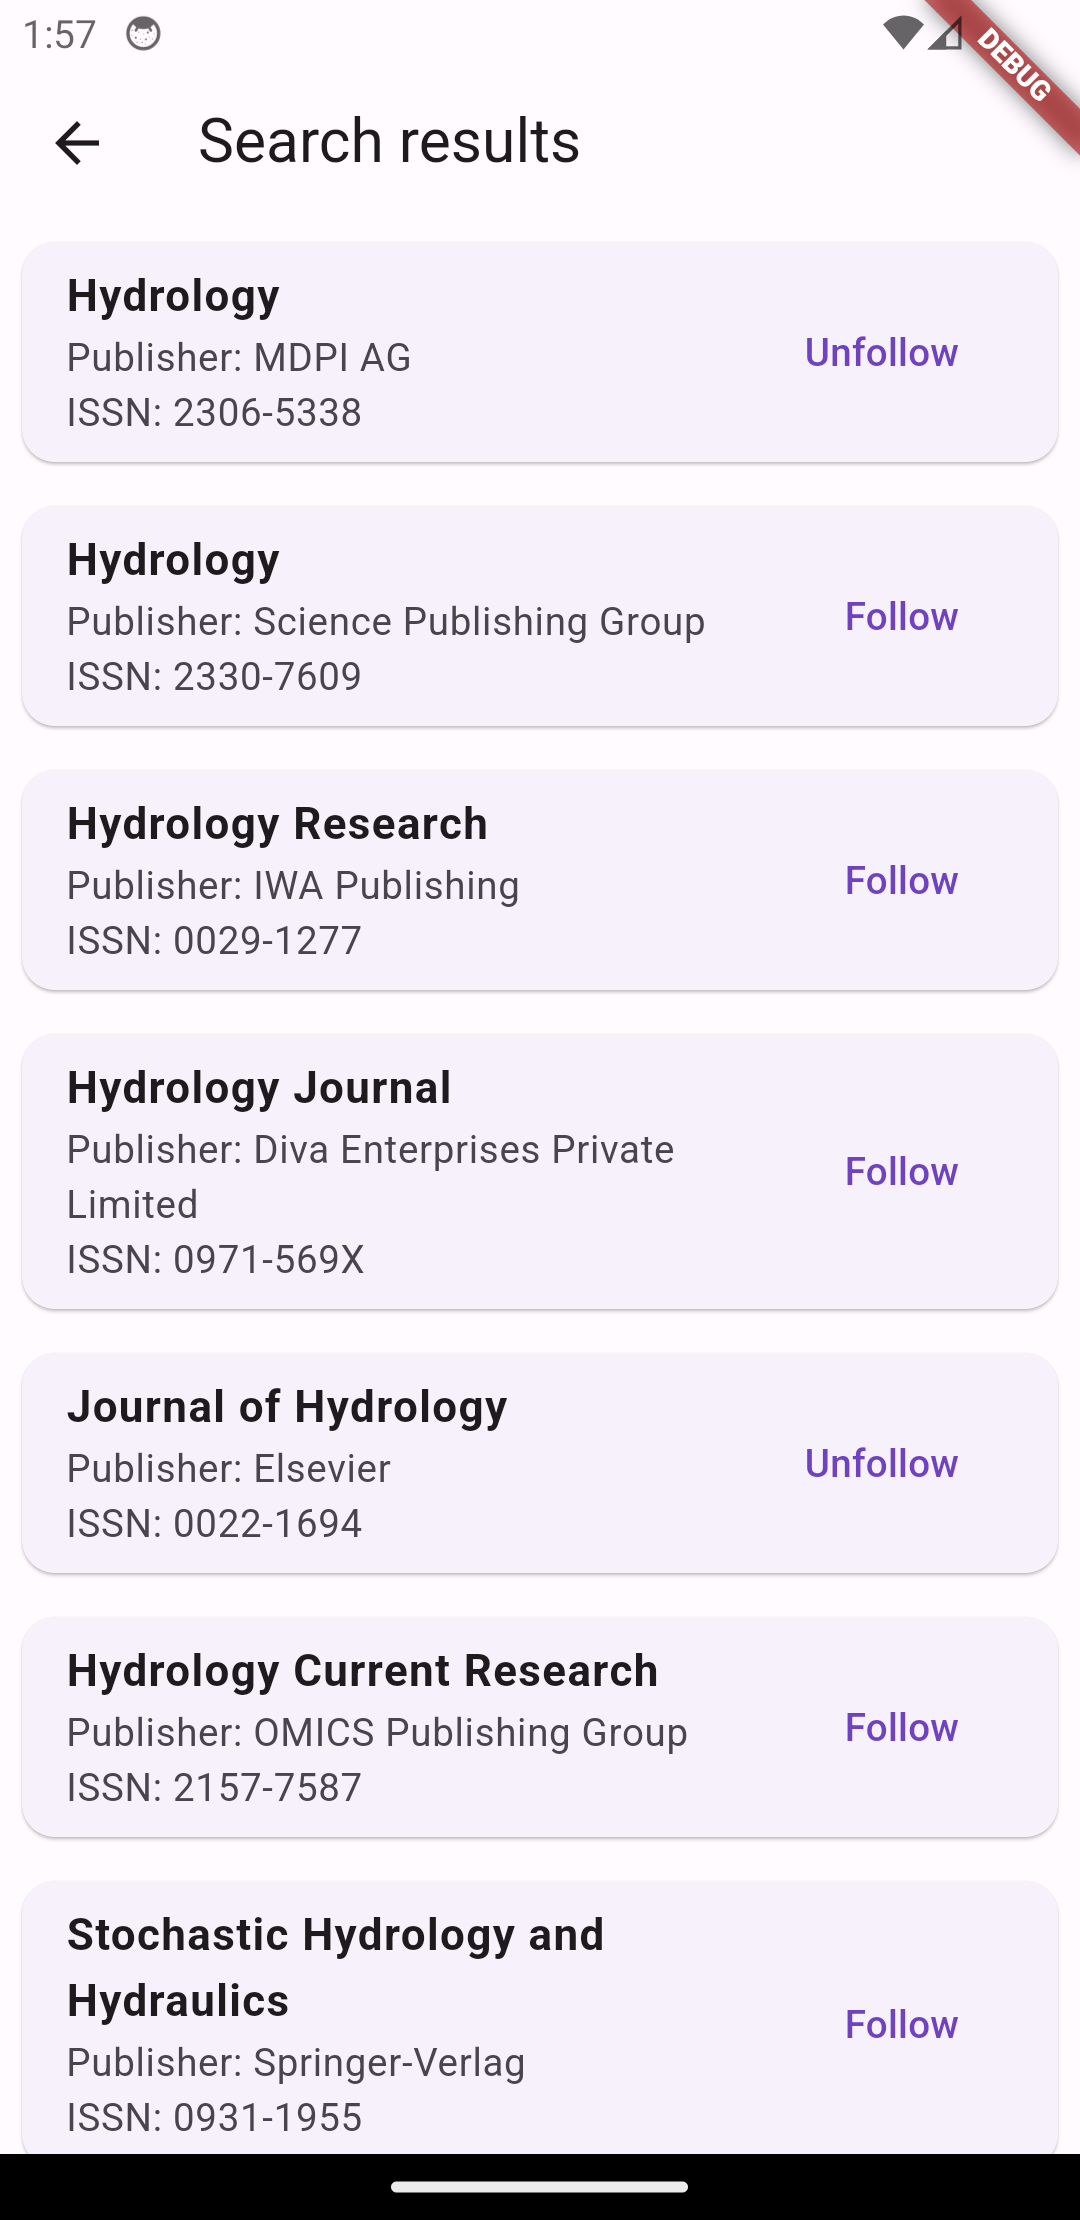 1:57
DEBUG
Search results
Hydrology
Publisher: MDPI AG
ISSN: 2306-5338
Unfollow
Hydrology
Publisher: Science Publishing Group
ISSN: 2330-7609
Follow
Hydrology Research
Publisher: IWA Publishing
ISSN: 0029-1277
Follow
Hydrology Journal
Publisher: Diva Enterprises Private
Limited
ISSN: 0971-569X
Follow
Journal of Hydrology
Publisher: Elsevier
ISSN: 0022-1694
Unfollow
Hydrology Current Research
Publisher: OMICS Publishing Group
ISSN: 2157-7587
Follow
Stochastic Hydrology and
Hydraulics
Publisher: Springer-Verlag
ISSN: 0931-1955
Follow